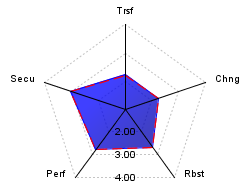 Trsf
Secu
Chng
2.00
3.00
Perf
Rbst
4.00